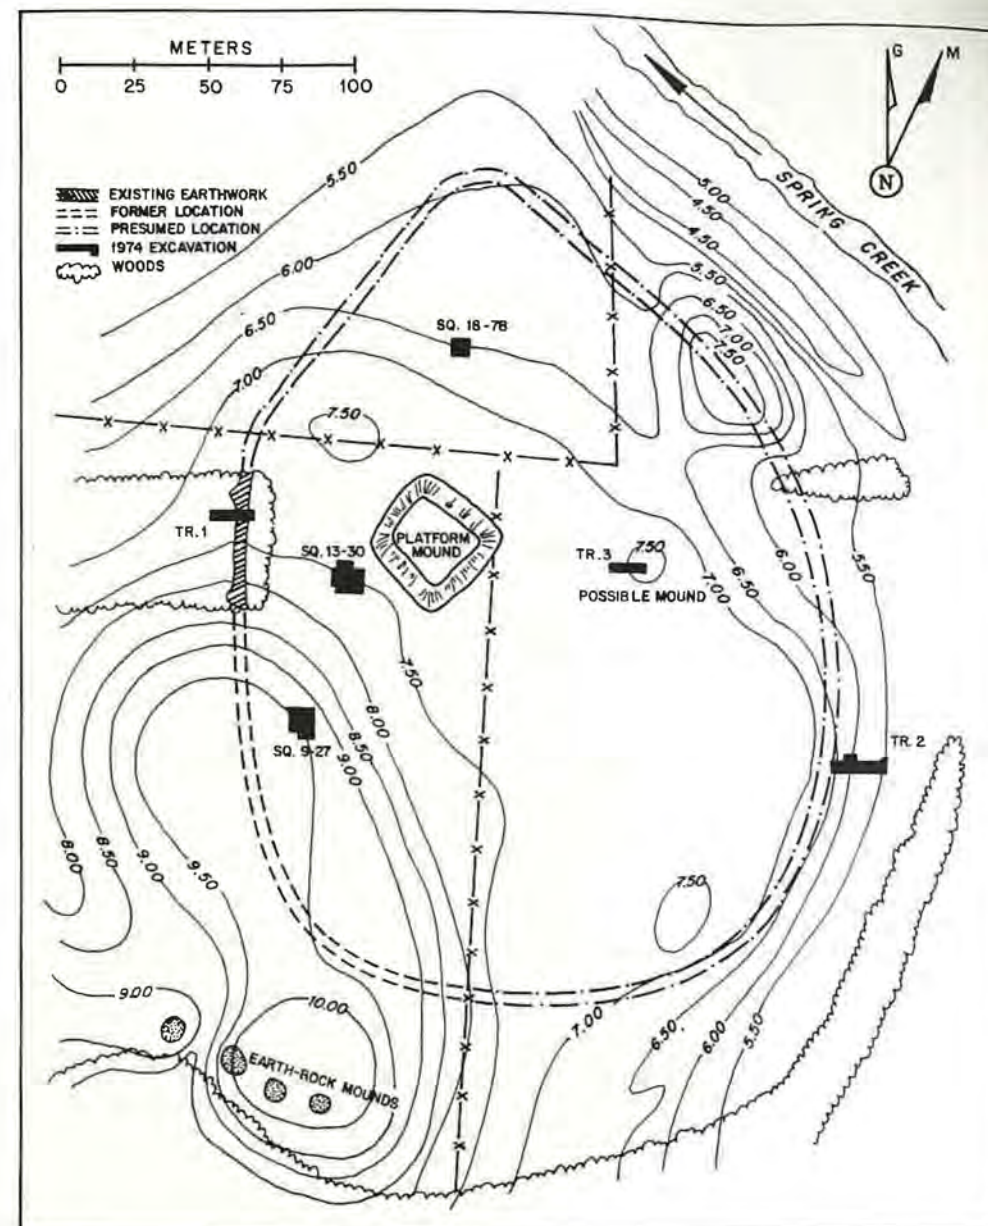 METERS
0 25 50 75 100
G M
N
EXISTING EARTHWORK
FORMER LOCATION
PRESUMED LOCATION
1974 EXCAVATION
WOODS
SPRING CREEK
5.50
5.00
4.50
4.50
5.50
6.00
6.50
6.50
7.00
7.50
SQ. 18-78
7.00
7.50
TR. 1
SQ. 13-30
PLATFORM
MOUND
TR. 3
7.50
POSSIBLE MOUND
7.00
6.50
6.00
5.50
7.50
8.00
8.50
9.00
SQ. 9-27
TR. 2
8.00
8.50
9.00
9.50
7.50
9.00
10.00
EARTH-ROCK MOUNDS
7.00
6.50
6.00
5.50